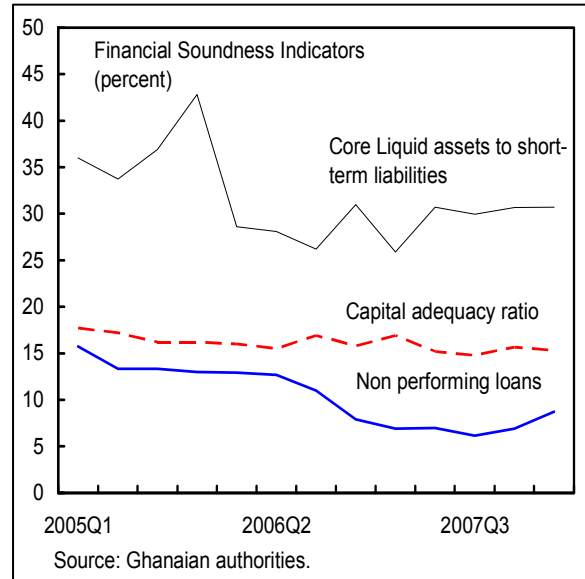 Financial Soundness Indicators
(percent)
50
45
40
35
30
25
20
15
10
5
0
Core Liquid assets to short-
term liabilities
Capital adequacy ratio
Non performing loans
2005Q1 2006Q2 2007Q3
Source: Ghanaian authorities.